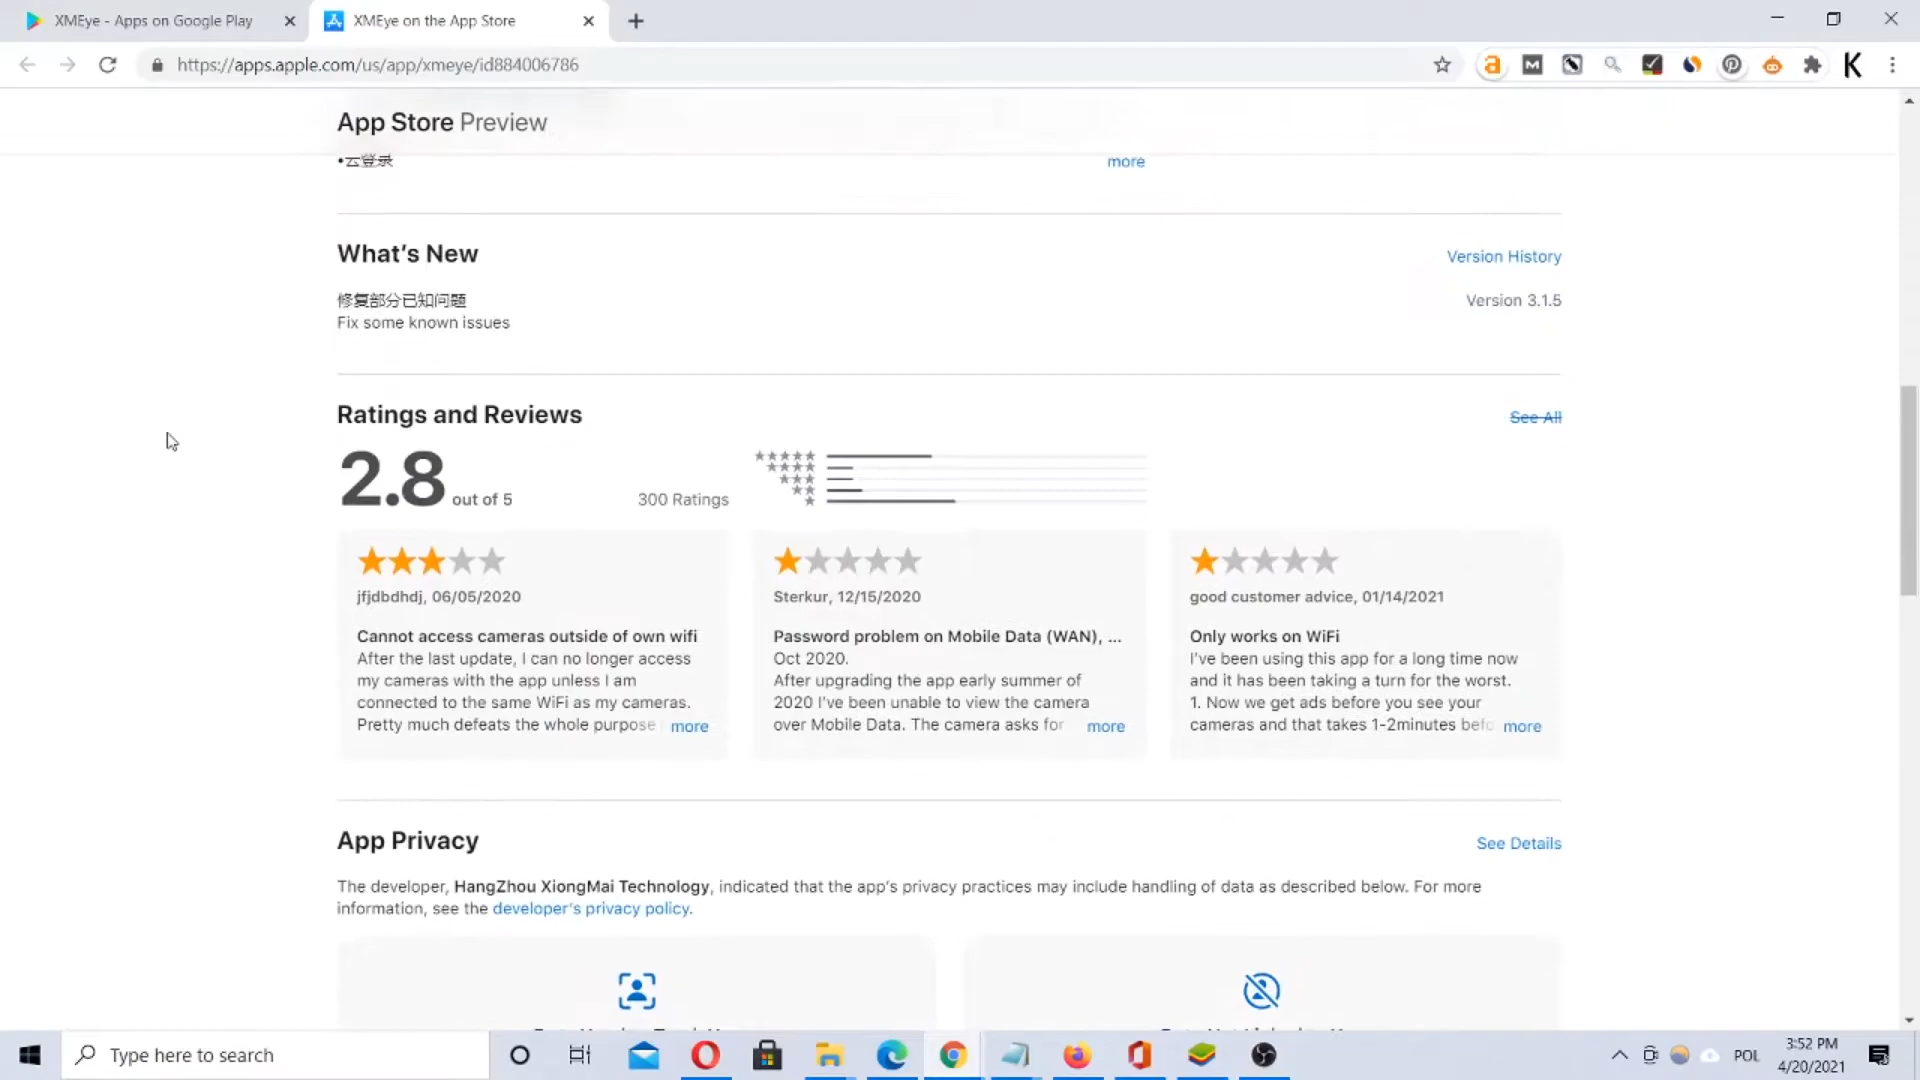 XMEye - Apps on Google Play
XMEye on the App Store
https://apps.apple.com/us/app/xmeye/id884006786
App Store Preview
•云登录
more
What's New
Version History
修复部分已知问题
Version 3.1.5
Fix some known issues
Ratings and Reviews
See All
2.8 out of 5
300 Ratings
jfjdbdhdj, 06/05/2020
Cannot access cameras outside of own wifi
After the last update, I can no longer access
my cameras with the app unless I am
connected to the same WiFi as my cameras.
Pretty much defeats the whole purpose
more
Sterkur, 12/15/2020
Password problem on Mobile Data (WAN), ...
Oct 2020.
After upgrading the app early summer of
2020 I've been unable to view the camera
over Mobile Data. The camera asks for
more
good customer advice, 01/14/2021
Only works on WiFi
I've been using this app for a long time now
and it has been taking a turn for the worst.
1. Now we get ads before you see your
cameras and that takes 1-2minutes
more
App Privacy
See Details
The developer, HangZhou XiongMai Technology, indicated that the app's privacy practices may include handling of data as described below. For more
information, see the developer's privacy policy.
Type here to search
POL
3:52 PM
4/20/2021